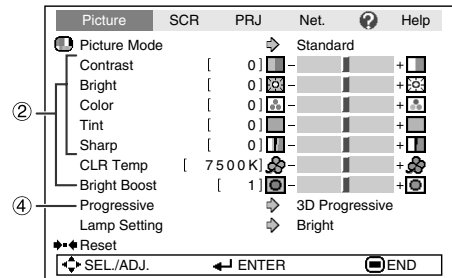 Picture SCR PRJ Net. ? Help
Picture Mode Standard
Contrast [ 0] - +
Bright [ 0] - +
② Color [ 0] - +
Tint [ 0] - +
Sharp [ 0] - +
CLR Temp [ 7500K] - +
Bright Boost [ 1] - +
④ Progressive 3D Progressive
Lamp Setting Bright
Reset
SEL./ADJ. ENTER END